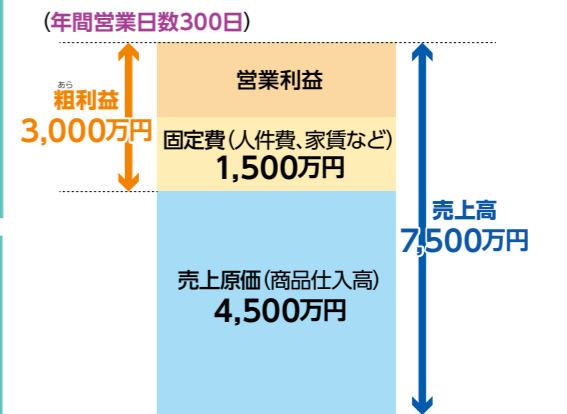 (年間営業日数300日)
営業利益
あら
粗利益
3,000万円
固定費(人件費、家賃など)
1,500万円
売上高
7,500万円
売上原価(商品仕入高)
4,500万円